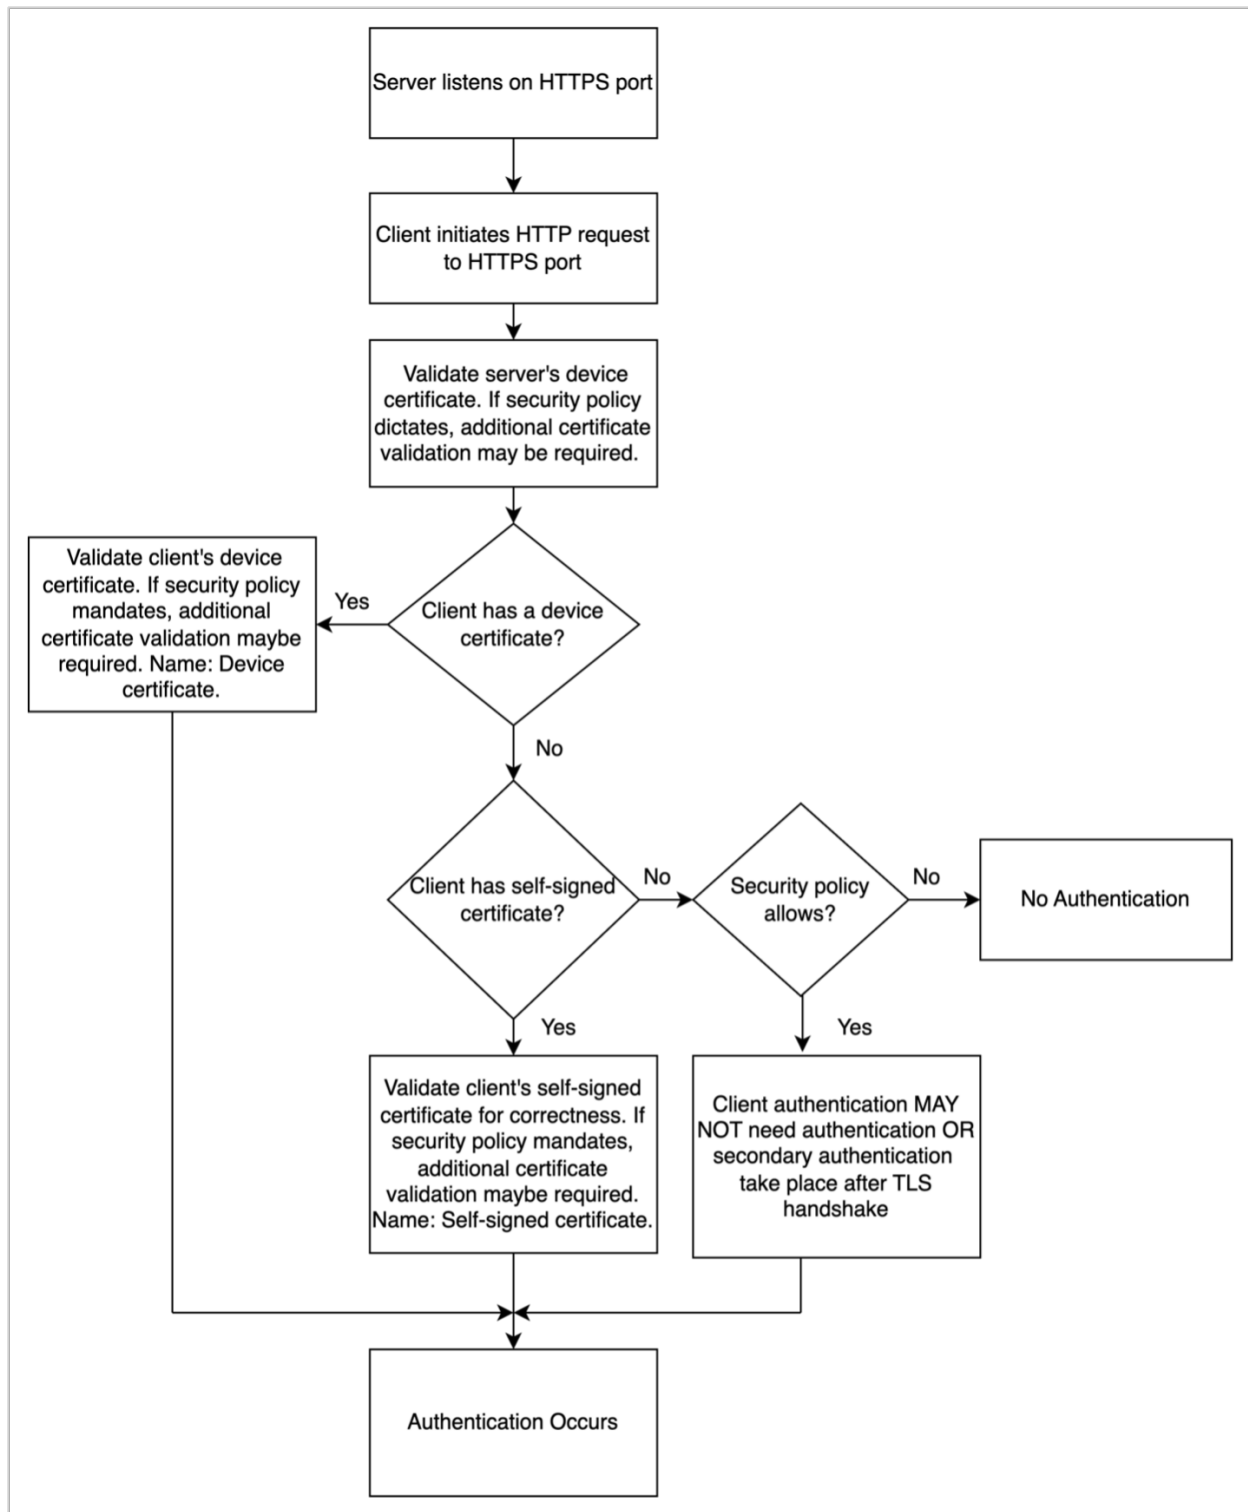 Server listens on HTTPS port
Client initiates HTTP request
to HTTPS port
Validate server's device
certificate. If security policy
dictates, additional certificate
validation may be required.
Client has a device
certificate?
Yes
Validate client's device
certificate. If security policy
mandates, additional
certificate validation maybe
required. Name: Device
certificate.
No
Client has self-signed
certificate?
No
Security policy
allows?
No
No Authentication
Yes
Validate client's self-signed
certificate for correctness. If
security policy mandates,
additional certificate
validation maybe required.
Name: Self-signed certificate.
Yes
Client authentication MAY
NOT need authentication OR
secondary authentication
take place after TLS
handshake
Authentication Occurs